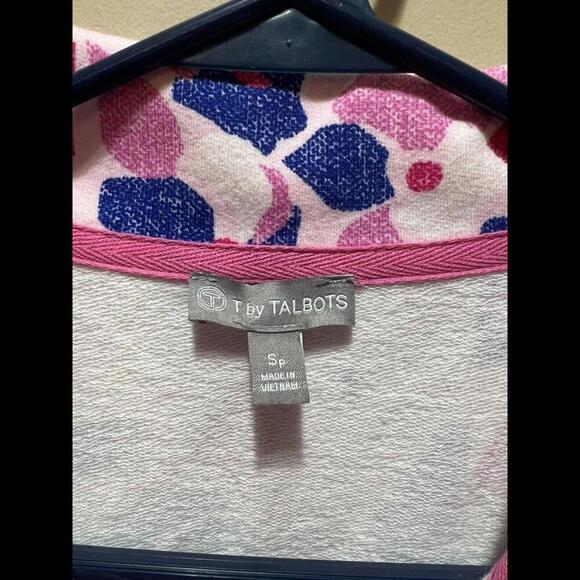 T by TALBOTS
SP
MADE IN
VIETNAM